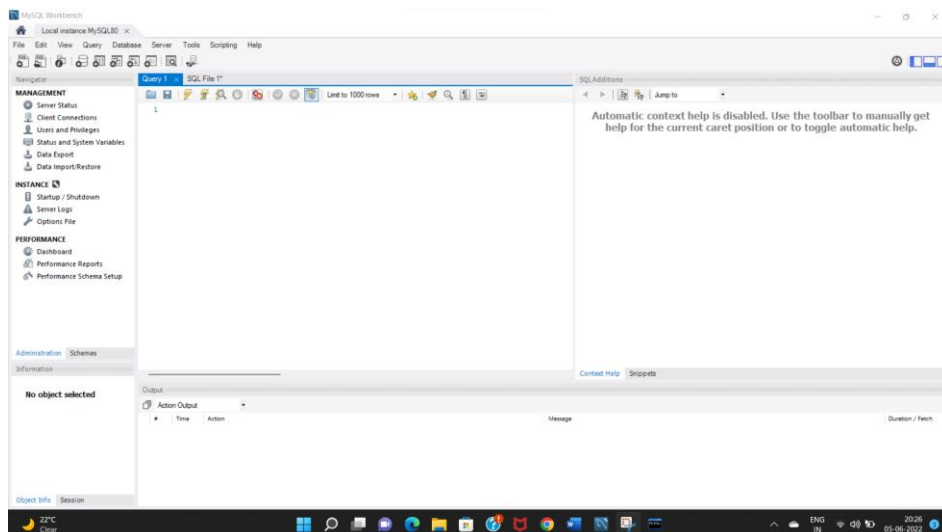 MySQL Workbench
Local instance MySQL80 ×
File Edit View Query Database Server Tools Scripting Help
Navigator
MANAGEMENT
Server Status
Client Connections
Users and Privileges
Status and System Variables
Data Export
Data Import/Restore
INSTANCE
Startup / Shutdown
Server Logs
Options File
PERFORMANCE
Dashboard
Performance Reports
Performance Schema Setup
Administration Schemas
Information
No object selected
Object Info Session
Query 1 × SQL File 1*
Limit to 1000 rows
1
SQLAdditions
Jump to
Automatic context help is disabled. Use the toolbar to manually get
help for the current caret position or to toggle automatic help.
Context Help Snippets
Output
Action Output
# Time Action Message Duration / Fetch
22°C
Clear
ENG
IN
20:26
05-06-2022